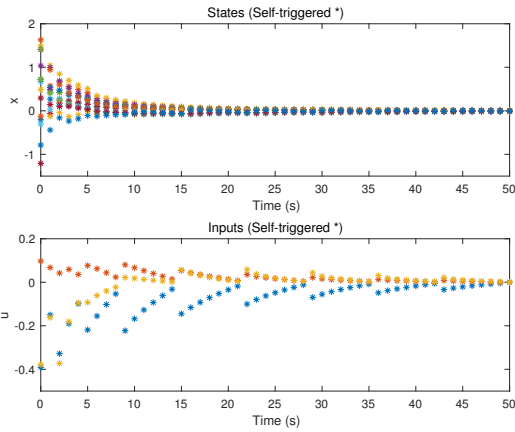 States (Self-triggered *)
2
1
0
-1
x
0 5 10 15 20 25 30 35 40 45 50
Time (s)
Inputs (Self-triggered *)
0.2
0
-0.2
-0.4
u
0 5 10 15 20 25 30 35 40 45 50
Time (s)